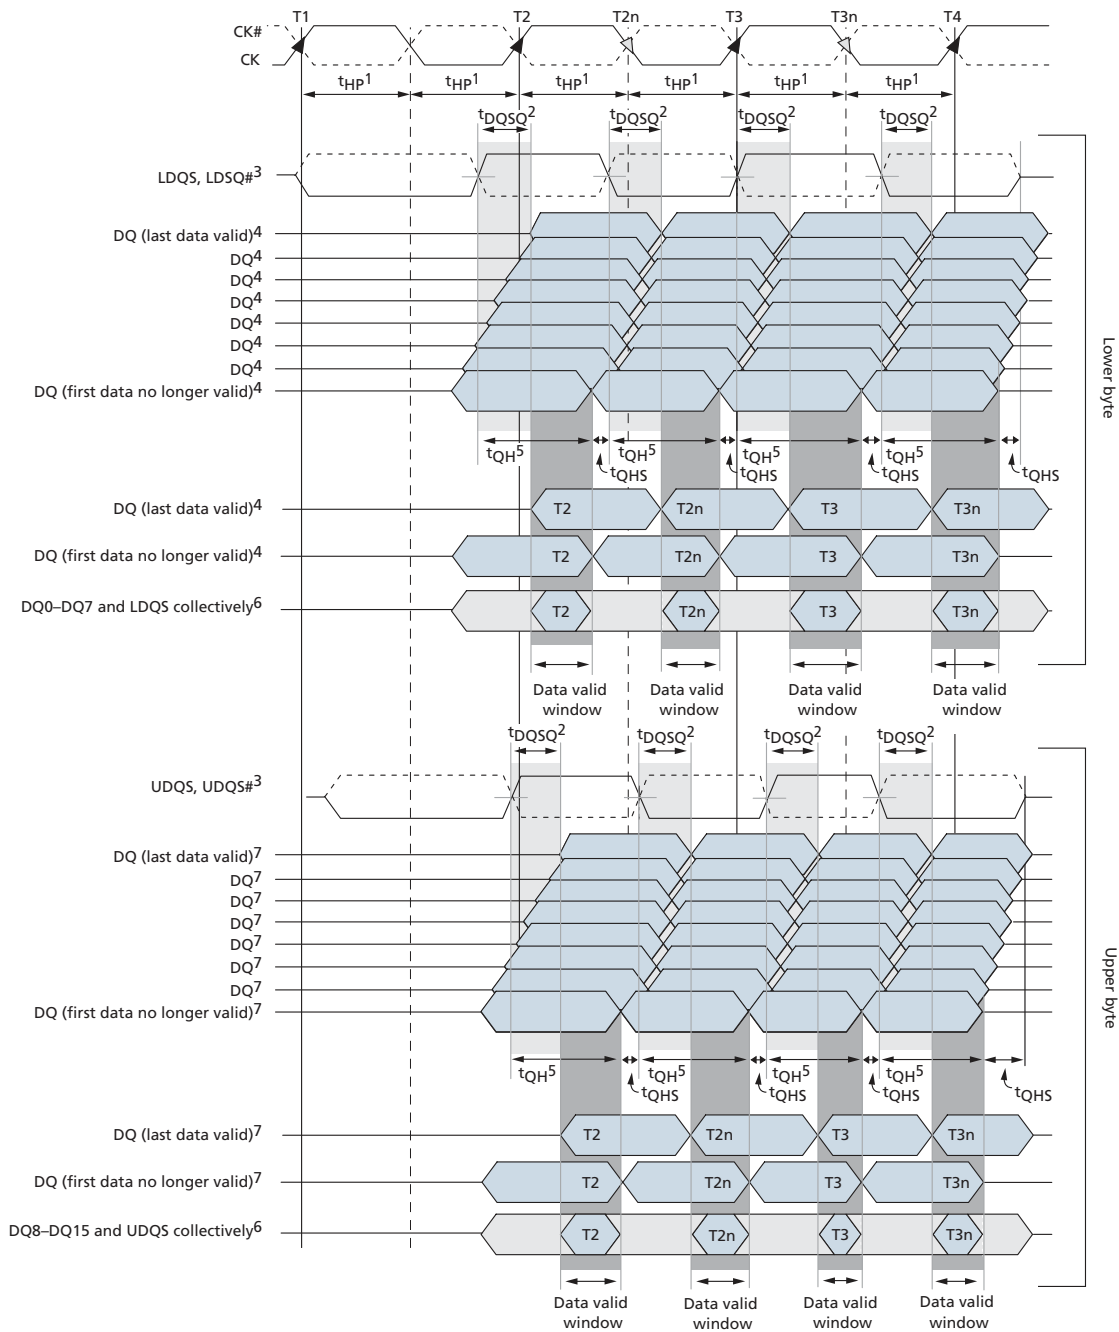 T1 T2 T2n T3 T3n T4
CK#
CK
tHP1 tHP1 tHP1 tHP1 tHP1 tHP1
tDQSQ2 tDQSQ2 tDQSQ2 tDQSQ2
LDQS, LDSQ#3
DQ (last data valid)4
DQ4
DQ4
DQ4
DQ4
DQ4
DQ4
DQ (first data no longer valid)4
Lower byte
tQH5 tQH5 tQH5 tQH5
tQHS tQHS tQHS tQHS
DQ (last data valid)4 T2 T2n T3 T3n
DQ (first data no longer valid)4 T2 T2n T3 T3n
DQ0–DQ7 and LDQS collectively6 T2 T2n T3 T3n
Data valid window
Data valid window
Data valid window
Data valid window
tDQSQ2 tDQSQ2 tDQSQ2 tDQSQ2
UDQS, UDQS#3
DQ (last data valid)7
DQ7
DQ7
DQ7
DQ7
DQ7
DQ7
DQ (first data no longer valid)7
Upper byte
tQH5 tQH5 tQH5 tQH5
tQHS tQHS tQHS tQHS
DQ (last data valid)7 T2 T2n T3 T3n
DQ (first data no longer valid)7 T2 T2n T3 T3n
DQ8–DQ15 and UDQS collectively6 T2 T2n T3 T3n
Data valid window
Data valid window
Data valid window
Data valid window